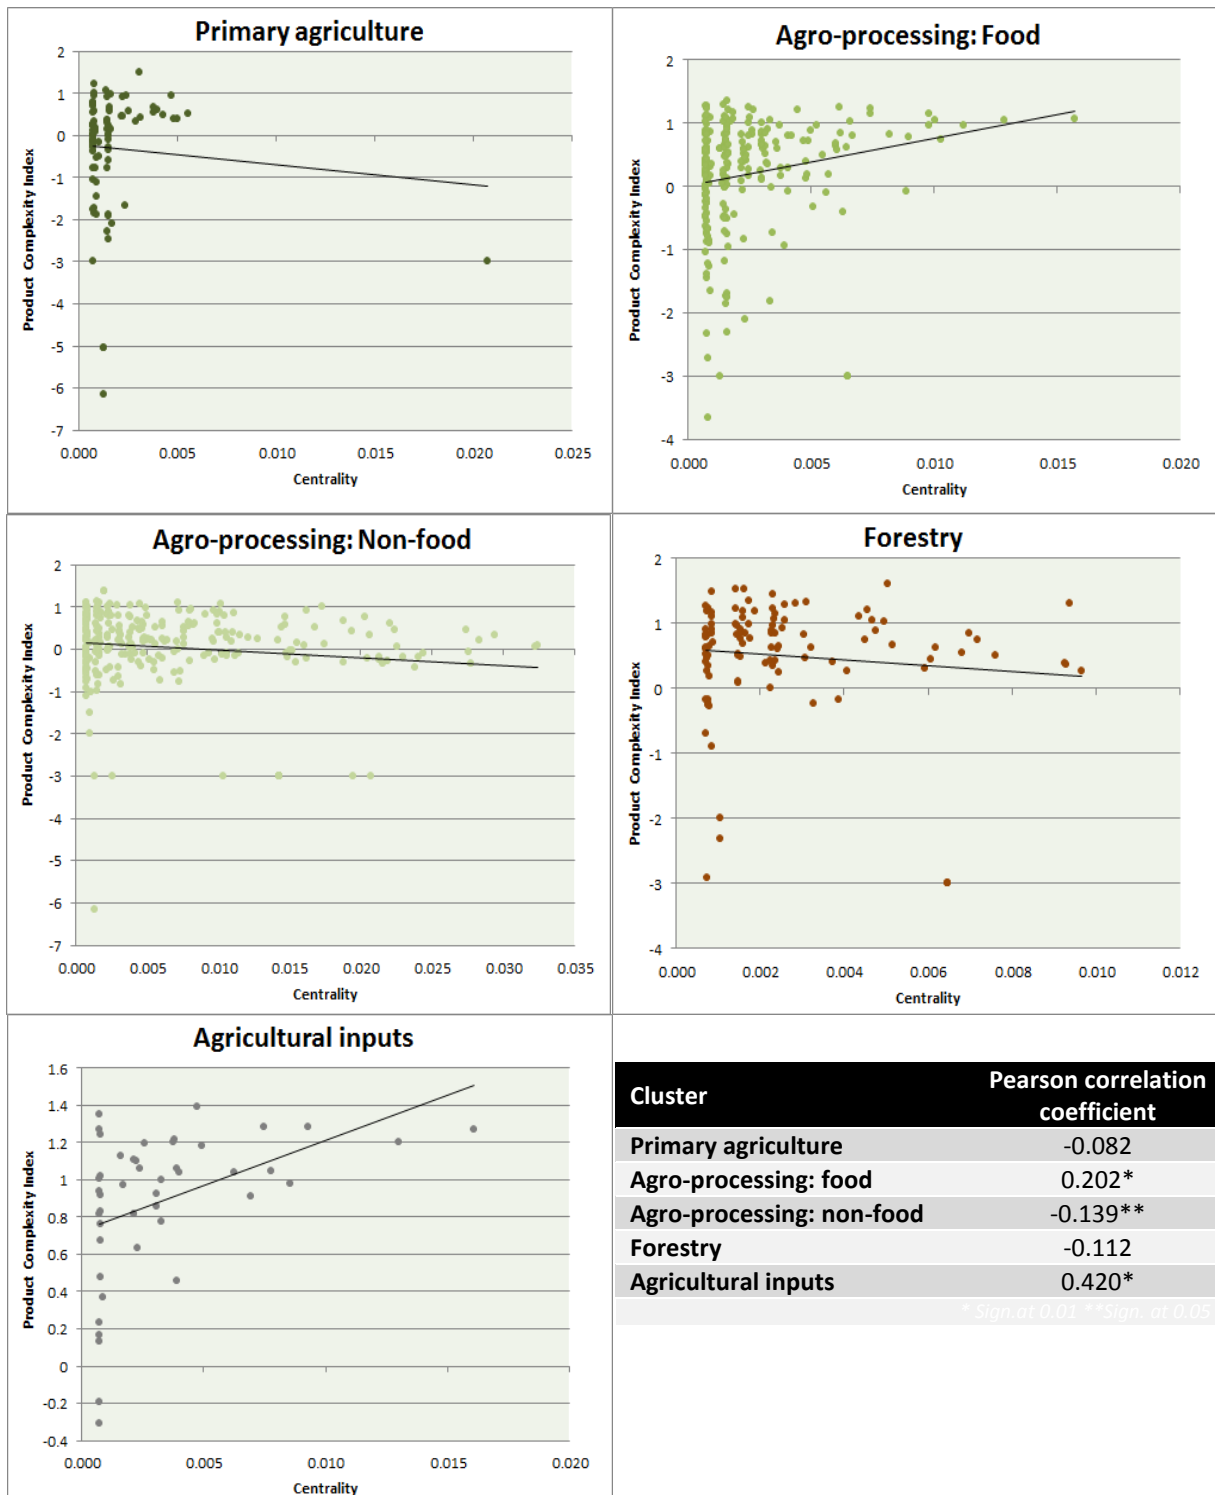 Primary agriculture
2
1
0
-1
-2
-3
-4
-5
-6
-7
Product Complexity Index
0.000 0.005 0.010 0.015 0.020 0.025
Centrality
Agro-processing: Food
2
1
0
-1
-2
-3
-4
Product Complexity Index
0.000 0.005 0.010 0.015 0.020
Centrality
Agro-processing: Non-food
2
1
0
-1
-2
-3
-4
-5
-6
-7
Product Complexity Index
0.000 0.005 0.010 0.015 0.020 0.025 0.030 0.035
Centrality
Forestry
2
1
0
-1
-2
-3
-4
Product Complexity Index
0.000 0.002 0.004 0.006 0.008 0.010 0.012
Centrality
Agricultural inputs
1.6
1.4
1.2
1
0.8
0.6
0.4
0.2
0
-0.2
-0.4
Product Complexity Index
0.000 0.005 0.010 0.015 0.020
Centrality
Cluster Pearson correlation
coefficient
Primary agriculture -0.082
Agro-processing: food 0.202*
Agro-processing: non-food -0.139**
Forestry -0.112
Agricultural inputs 0.420*
* Sign.at 0.01 **Sign. at 0.05